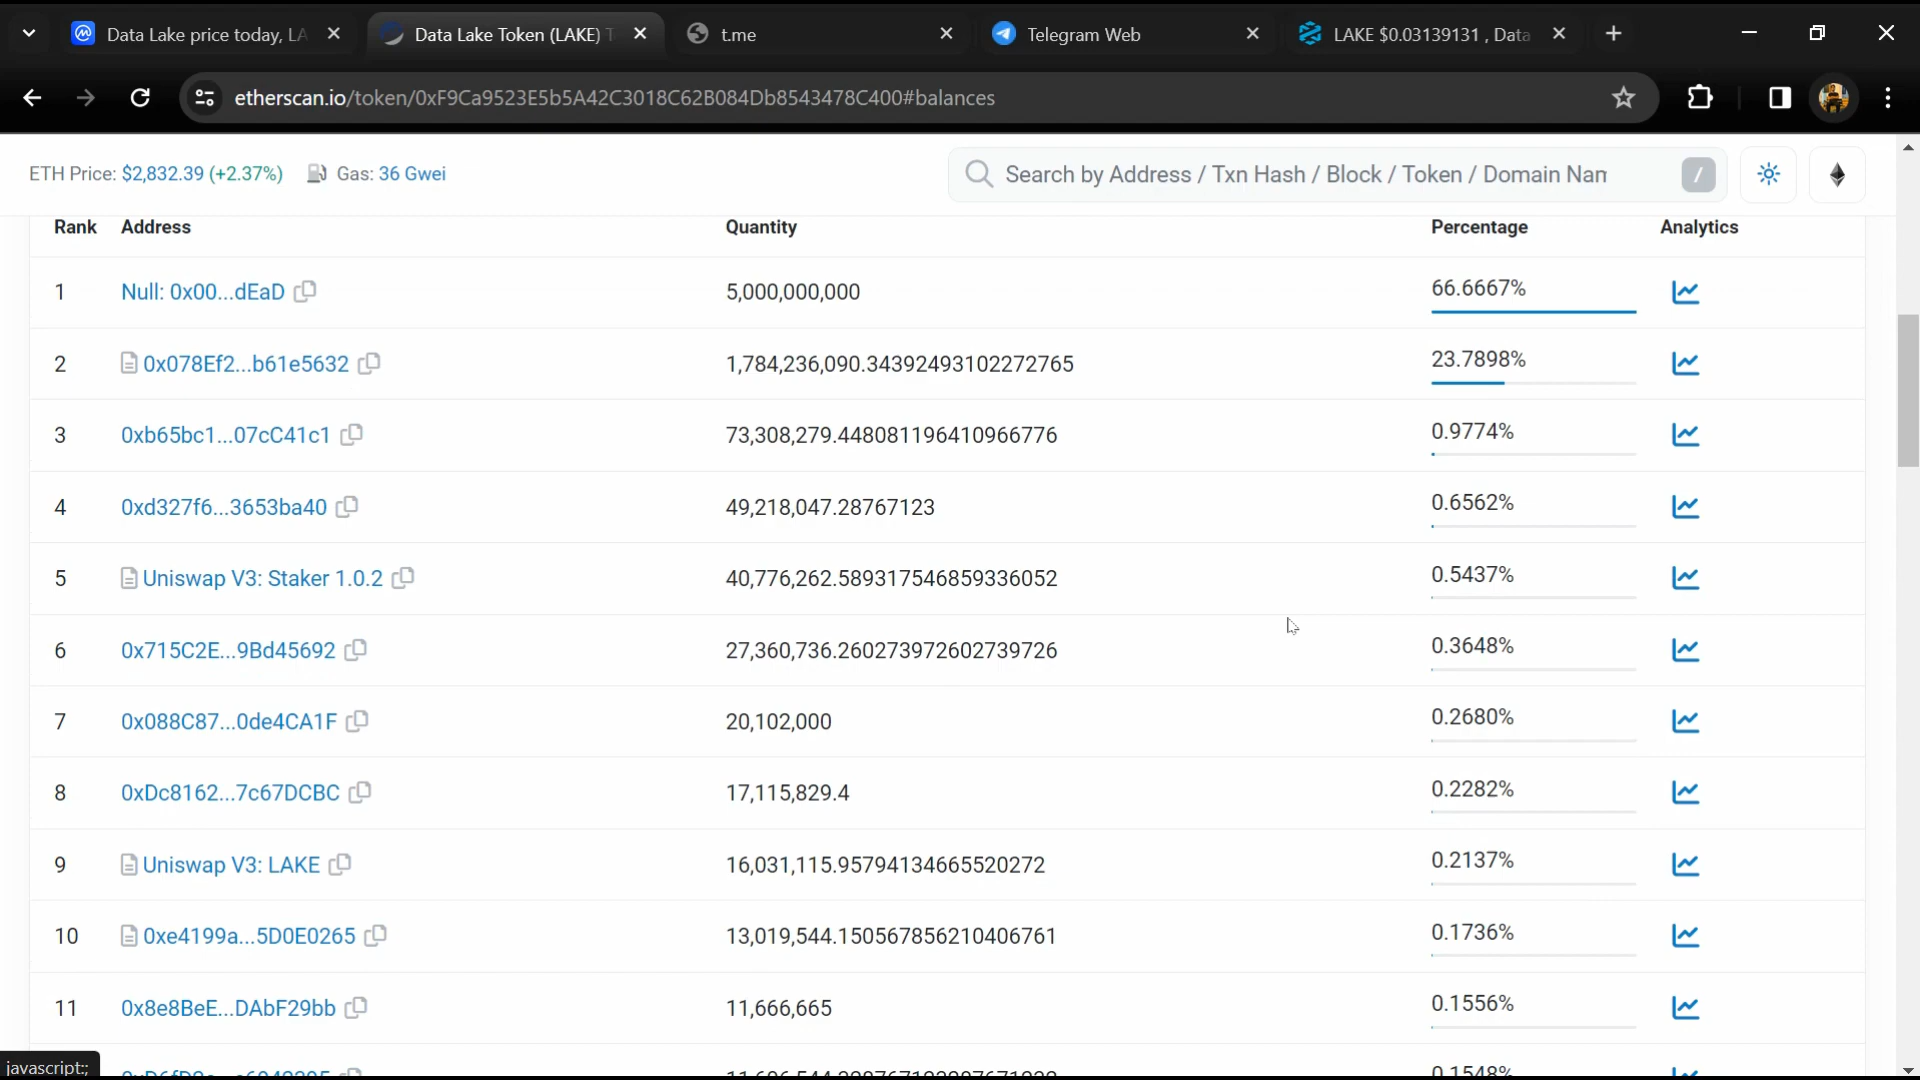 Data Lake price today, LA
Data Lake Token (LAKE) T
t.me
Telegram Web
LAKE $0.03139131 , Data
etherscan.io/token/0xF9Ca9523E5b5A42C3018C62B084Db8543478C400#balances
ETH Price: $2,832.39 (+2.37%) Gas: 36 Gwei
Search by Address / Txn Hash / Block / Token / Domain Nam
/
Rank Address Quantity Percentage Analytics
1 Null: 0x00...dEaD 5,000,000,000 66.6667%
2 0x078Ef2...b61e5632 1,784,236,090.34392493102272765 23.7898%
3 0xb65bc1...07cC41c1 73,308,279.448081196410966776 0.9774%
4 0xd327f6...3653ba40 49,218,047.28767123 0.6562%
5 Uniswap V3: Staker 1.0.2 40,776,262.589317546859336052 0.5437%
6 0x715C2E...9Bd45692 27,360,736.260273972602739726 0.3648%
7 0x088C87...0de4CA1F 20,102,000 0.2680%
8 0xDc8162...7c67DCBC 17,115,829.4 0.2282%
9 Uniswap V3: LAKE 16,031,115.95794134665520272 0.2137%
10 0xe4199a...5D0E0265 13,019,544.150567856210406761 0.1736%
11 0x8e8BeE...DAbF29bb 11,666,665 0.1556%
0.1548%
javascript:;